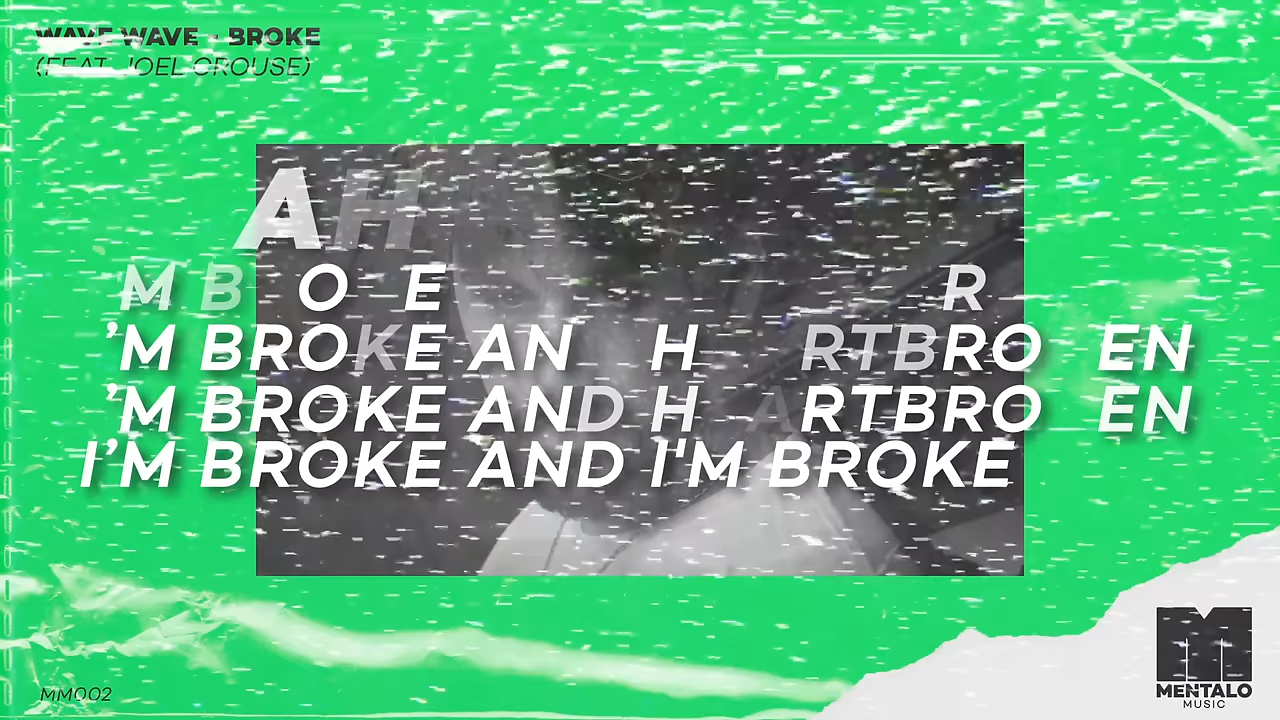 WAVE WAVE - BROKE
(FEAT. JOEL CROUSE)
AH
M B O E R
'M BROKE AN H RTBRO EN
'M BROKE AND H ARTBRO EN
I'M BROKE AND I'M BROKE
MM002
MENTALO
MUSIC